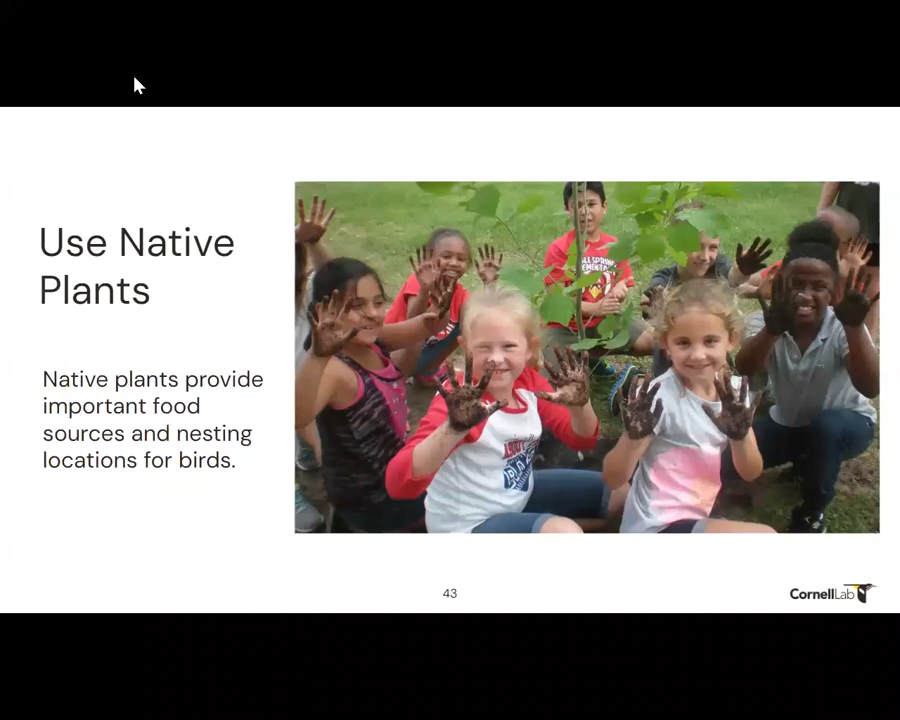 Use Native
Plants
Native plants provide
important food
sources and nesting
locations for birds.
43
CornellLab